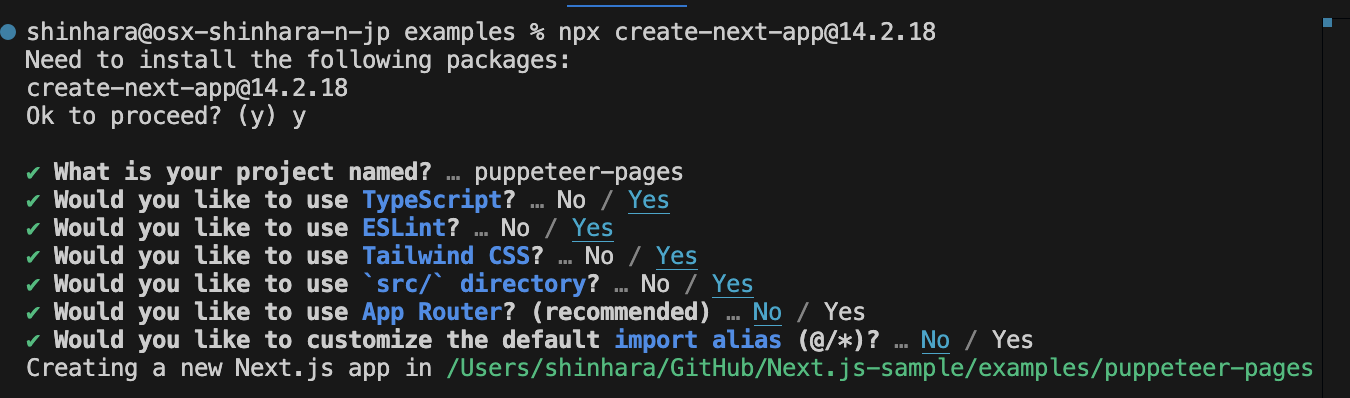 shinhara@osx-shinhara-n-jp examples % npx create-next-app@14.2.18
Need to install the following packages:
create-next-app@14.2.18
Ok to proceed? (y) y
✔ What is your project named? … puppeteer-pages
✔ Would you like to use TypeScript? … No / Yes
✔ Would you like to use ESLint? … No / Yes
✔ Would you like to use Tailwind CSS? … No / Yes
✔ Would you like to use `src/` directory? … No / Yes
✔ Would you like to use App Router? (recommended) … No / Yes
✔ Would you like to customize the default import alias (@/*)? … No / Yes
Creating a new Next.js app in /Users/shinhara/GitHub/Next.js-sample/examples/puppeteer-pages